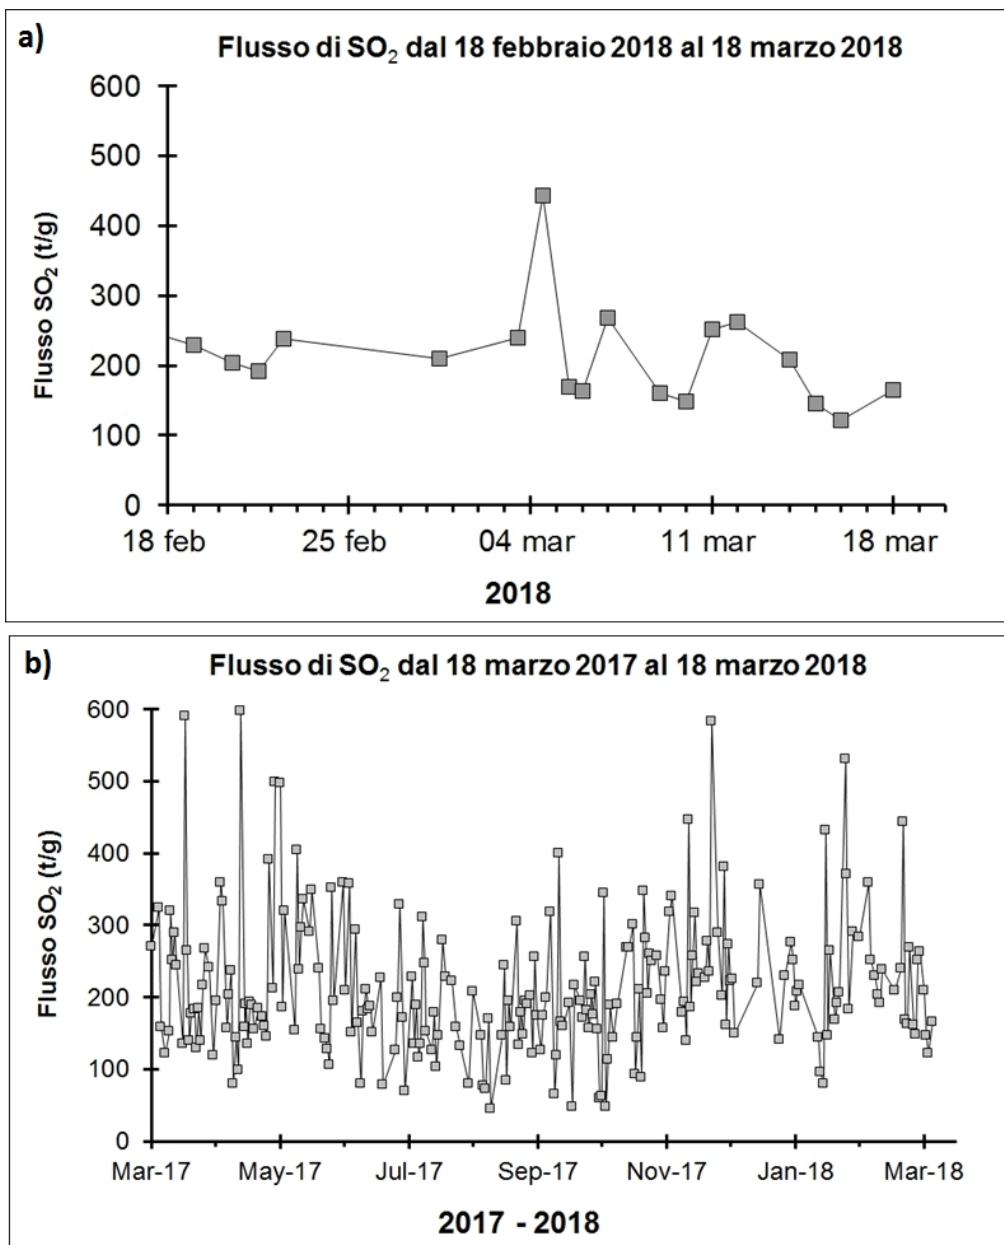 a)
Flusso di SO₂ dal 18 febbraio 2018 al 18 marzo 2018
Flusso SO₂ (t/g)
600
500
400
300
200
100
0
18 feb 25 feb 04 mar 11 mar 18 mar
2018
b)
Flusso di SO₂ dal 18 marzo 2017 al 18 marzo 2018
Flusso SO₂ (t/g)
600
500
400
300
200
100
0
Mar-17 May-17 Jul-17 Sep-17 Nov-17 Jan-18 Mar-18
2017 - 2018